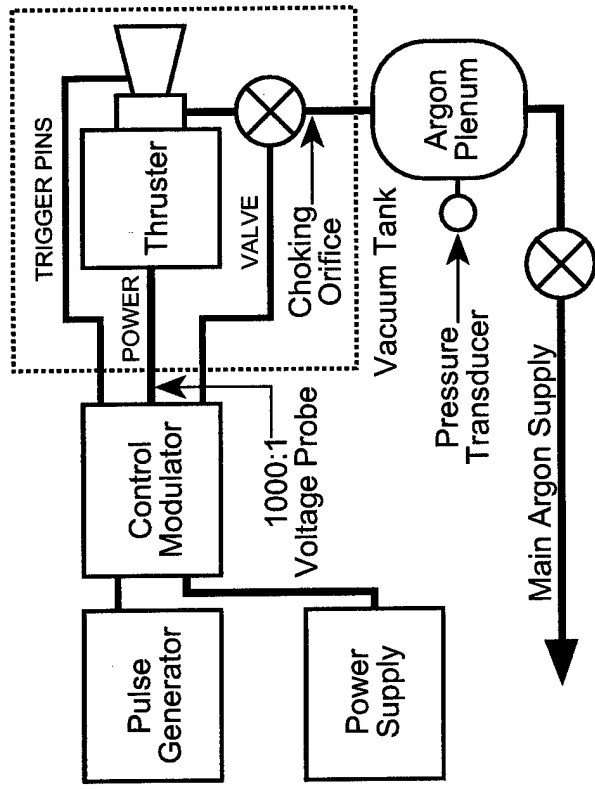 Pulse
Generator
Power
Supply
Control
Modulator
1000:1
Voltage Probe
TRIGGER PINS
POWER
VALVE
Thruster
Choking
Orifice
Vacuum Tank
Argon
Plenum
Pressure
Transducer
Main Argon Supply